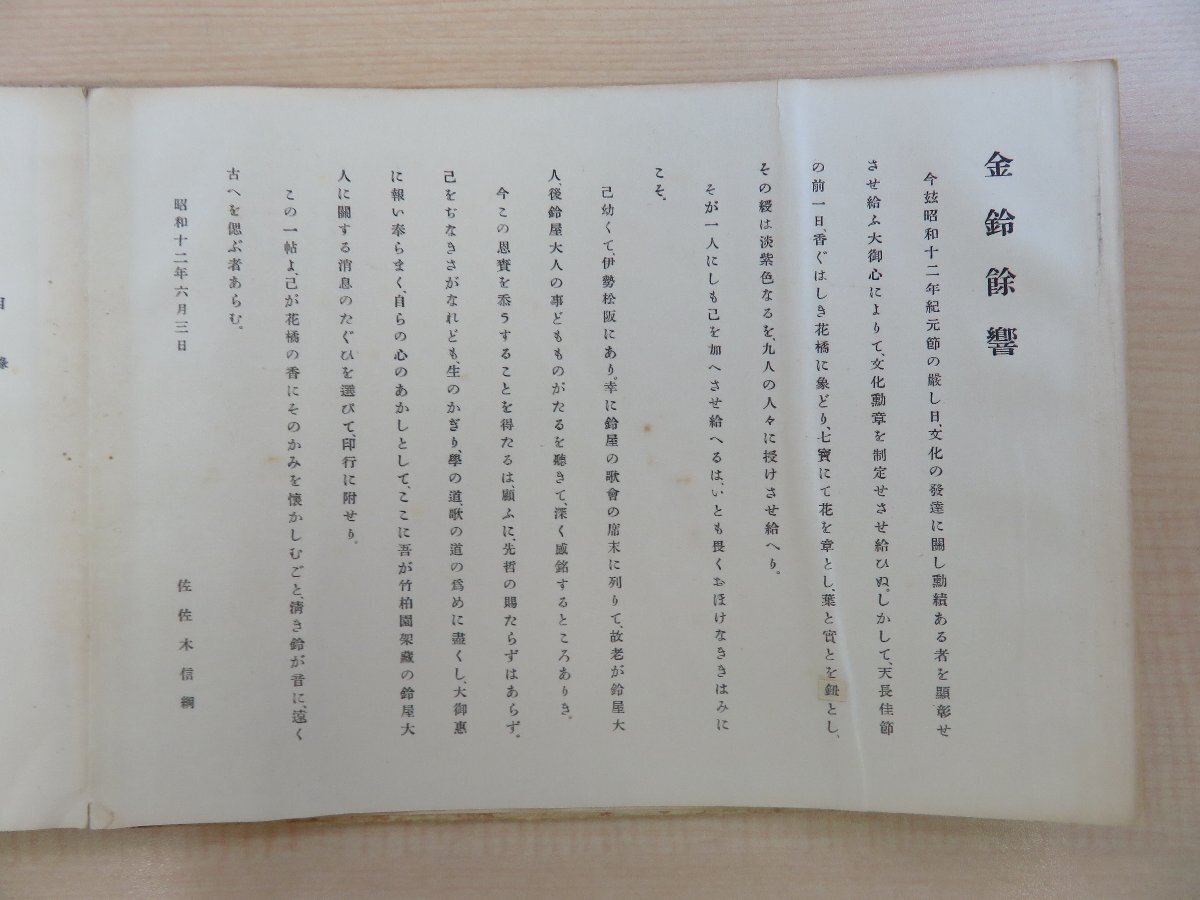 金鈴餘響
今玆昭和十二年紀元節の嚴し日、文化の發達に關し勳績ある者を顯彰せ
させ給ふ大御心によりて、文化勳章を制定せさせ給ひぬ。しかして、天長佳節
の前一日、香ぐはしき花橘に象どり、七寶にて花を章とし、葉と實とを鈕とし、
その綬は淡紫色なるを、九人の人々に授けさせ給へり。
そが一人にしも己を加へさせ給へるは、いとも畏くおほけなききはみに
こそ。
己幼くて、伊勢松阪にあり。幸に鈴屋の歌會の席末に列りて、故老が鈴屋大
人、後鈴屋大人の事どもものがたるを聽きて、深く感銘するところありき。
今この恩賚を忝うすることを得たるは、顧ふに、先哲の賜たらずはあらず。
己をぢなきさがなれども、生のかぎり、學の道歌の道の爲めに盡くし、大御惠
に報い奉らまく、自らの心のあかしとして、ここに吾が竹柏園架藏の鈴屋大
人に關する消息のたぐひを選びて、印行に附せり。
この一帖よ、己が花橘の香にそのかみを懷かしむごと、淸き鈴が音に、遠く
古へを偲ぶ者あらむ。
昭和十二年六月三日
佐佐木信綱
目錄